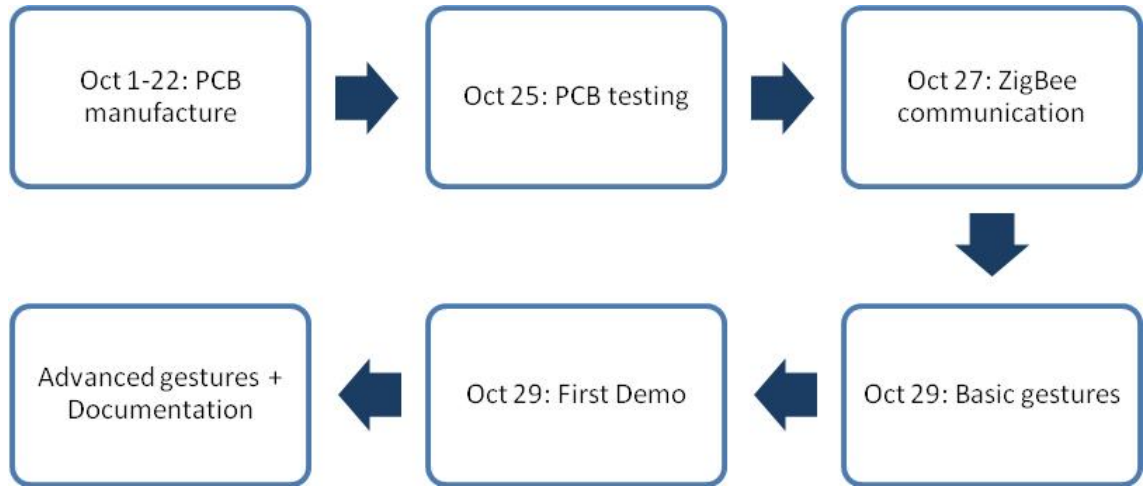 Oct 1-22: PCB
manufacture
Oct 25: PCB testing
Oct 27: ZigBee
communication
Oct 29: Basic gestures
Oct 29: First Demo
Advanced gestures +
Documentation